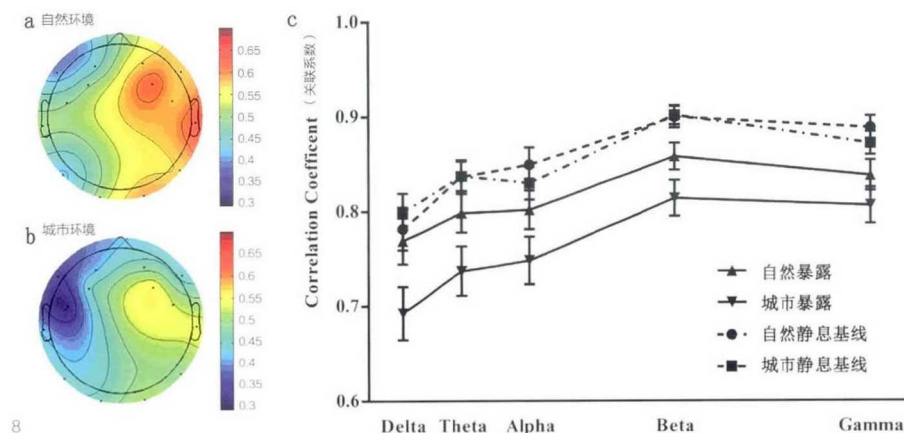 a 自然环境
0.65
0.6
0.55
0.5
0.45
0.4
0.35
0.3
b 城市环境
0.65
0.6
0.55
0.5
0.45
0.4
0.35
0.3
8
c
Correlation Coefficent (关联系数)
1.0
0.9
0.8
0.7
0.6
Delta Theta Alpha Beta Gamma
自然暴露
城市暴露
自然静息基线
城市静息基线